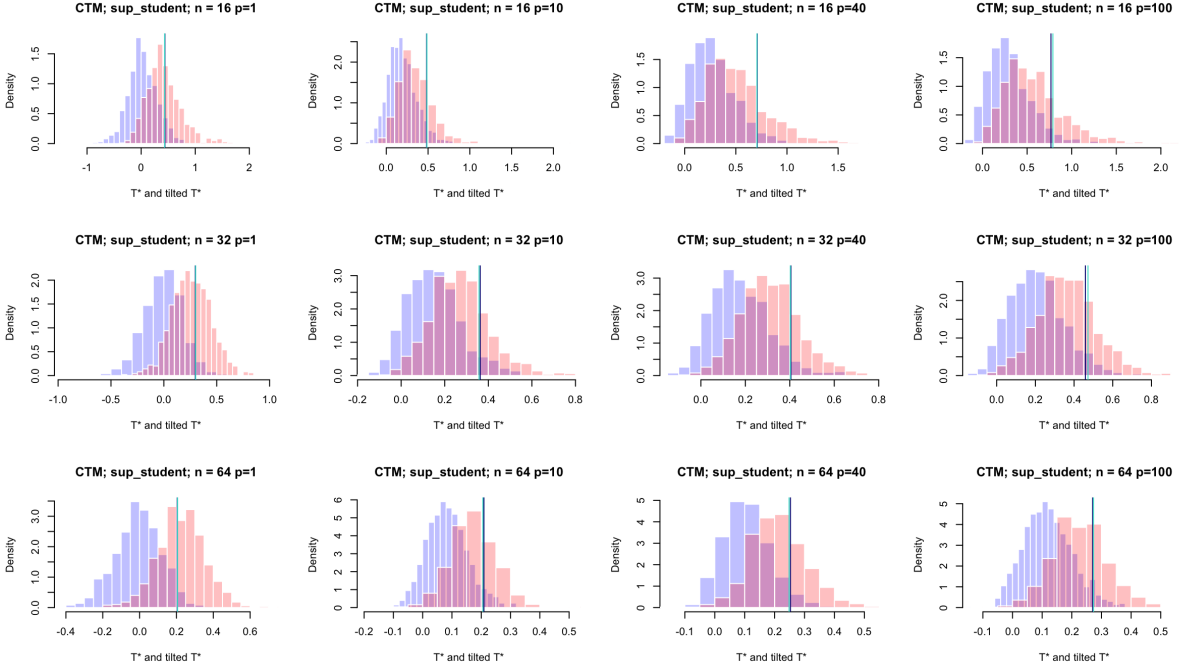 CTM; sup_student; n = 16 p=1
Density
0.0 0.5 1.0 1.5
-1 0 1 2
T* and tilted T*
CTM; sup_student; n = 16 p=10
Density
0.0 1.0 2.0
0.0 0.5 1.0 1.5 2.0
T* and tilted T*
CTM; sup_student; n = 16 p=40
Density
0.0 0.5 1.0 1.5
0.0 0.5 1.0 1.5
T* and tilted T*
CTM; sup_student; n = 16 p=100
Density
0.0 0.5 1.0 1.5
0.0 0.5 1.0 1.5 2.0
T* and tilted T*
CTM; sup_student; n = 32 p=1
Density
0.0 0.5 1.0 1.5 2.0
-1.0 -0.5 0.0 0.5 1.0
T* and tilted T*
CTM; sup_student; n = 32 p=10
Density
0.0 1.0 2.0 3.0
-0.2 0.0 0.2 0.4 0.6 0.8
T* and tilted T*
CTM; sup_student; n = 32 p=40
Density
0.0 1.0 2.0 3.0
0.0 0.2 0.4 0.6 0.8
T* and tilted T*
CTM; sup_student; n = 32 p=100
Density
0.0 1.0 2.0
0.0 0.2 0.4 0.6 0.8
T* and tilted T*
CTM; sup_student; n = 64 p=1
Density
0.0 1.0 2.0 3.0
-0.4 0.0 0.2 0.4 0.6
T* and tilted T*
CTM; sup_student; n = 64 p=10
Density
0 1 2 3 4 5 6
-0.2 0.0 0.1 0.2 0.3 0.4 0.5
T* and tilted T*
CTM; sup_student; n = 64 p=40
Density
0 1 2 3 4 5
-0.1 0.0 0.1 0.2 0.3 0.4 0.5
T* and tilted T*
CTM; sup_student; n = 64 p=100
Density
0 1 2 3 4 5
-0.1 0.0 0.1 0.2 0.3 0.4 0.5
T* and tilted T*